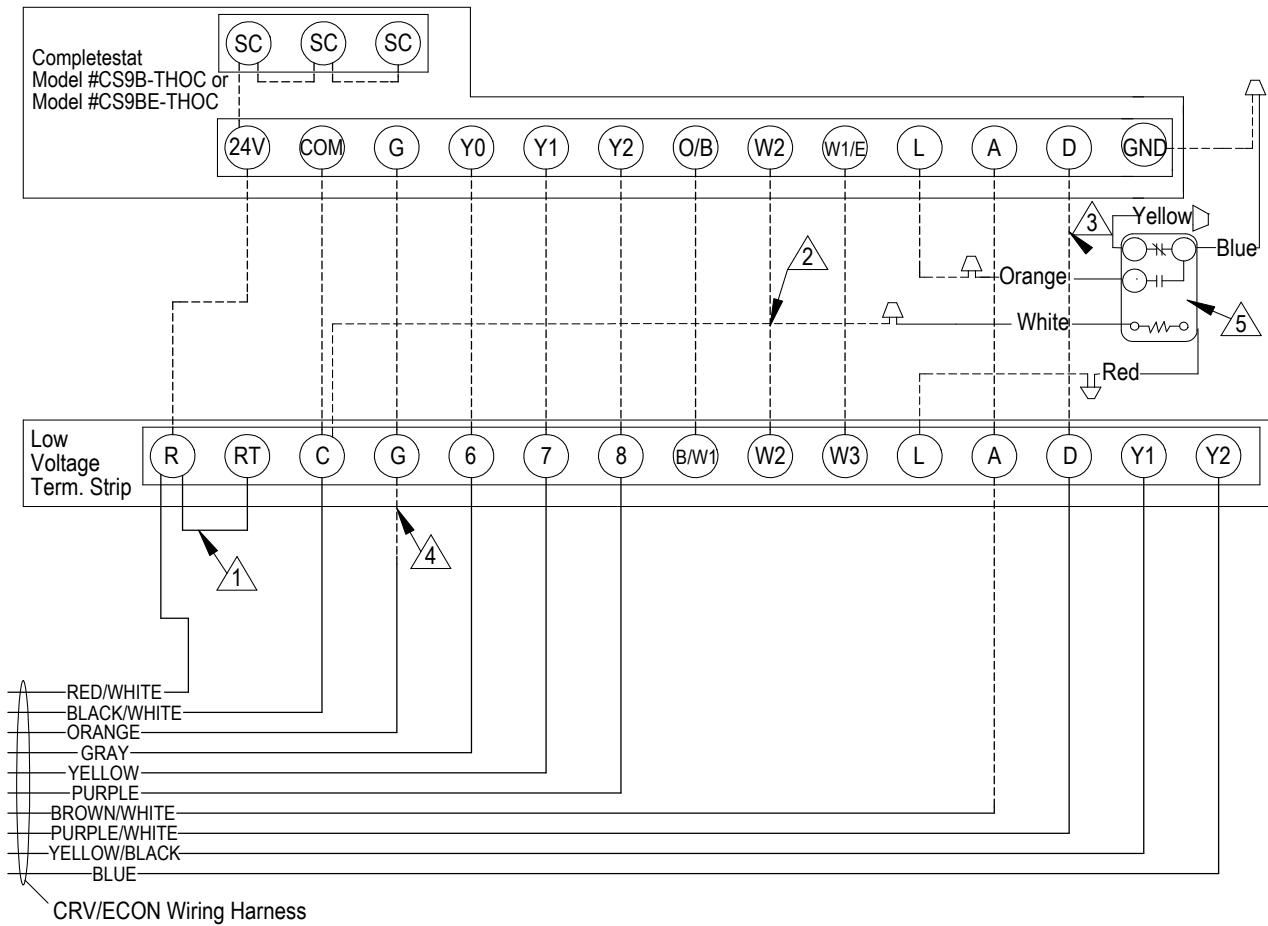 SC SC SC
Completestat
Model #CS9B-THOC or
Model #CS9BE-THOC
24V COM G Y0 Y1 Y2 O/B W2 W1/E L A D GND
3
Yellow
Blue
2
Orange
White
5
Red
Low
Voltage
Term. Strip
R RT C G 6 7 8 B/W1 W2 W3 L A D Y1 Y2
4
1
RED/WHITE
BLACK/WHITE
ORANGE
GRAY
YELLOW
PURPLE
BROWN/WHITE
PURPLE/WHITE
YELLOW/BLACK
BLUE
CRV/ECON Wiring Harness